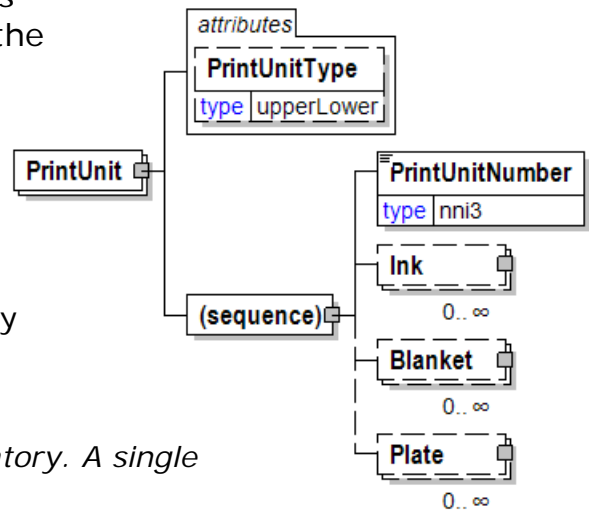 s
the
attributes
PrintUnitType
type upperLower
PrintUnit
PrintUnitNumber
type nni3
Ink
0.. ∞
(sequence)
y
Blanket
0.. ∞
tory. A single
Plate
0.. ∞